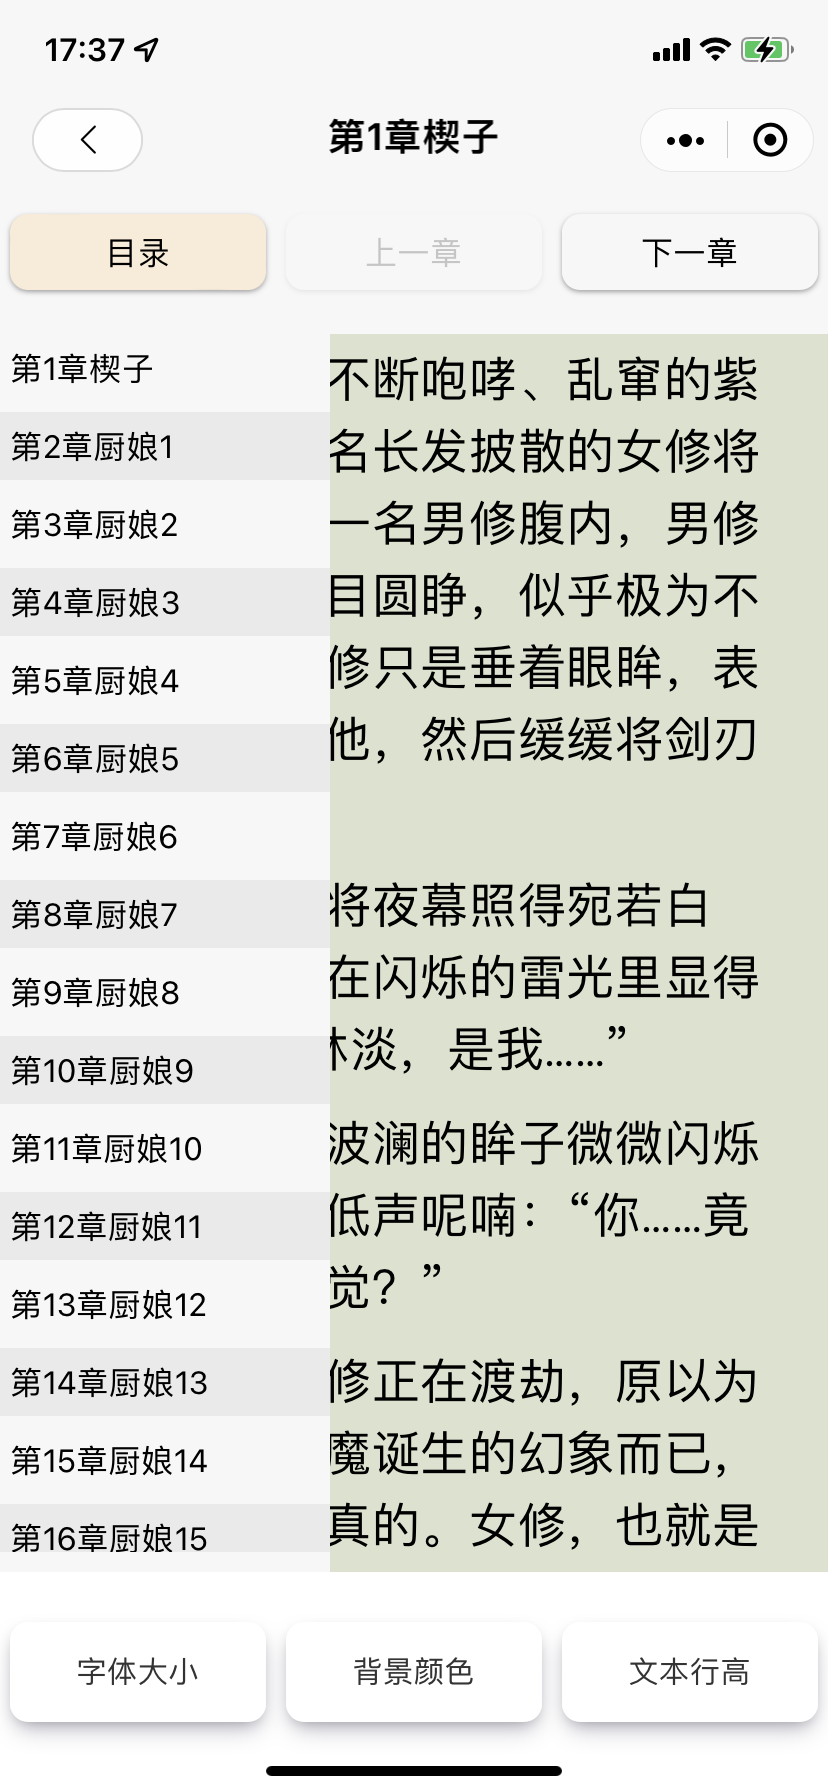 17:37
第1章楔子
目录
上一章
下一章
第1章楔子
第2章厨娘1
第3章厨娘2
第4章厨娘3
第5章厨娘4
第6章厨娘5
第7章厨娘6
第8章厨娘7
第9章厨娘8
第10章厨娘9
第11章厨娘10
第12章厨娘11
第13章厨娘12
第14章厨娘13
第15章厨娘14
第16章厨娘15
不断咆哮、乱窜的紫
名长发披散的女修将
一名男修腹内，男修
目圆睁，似乎极为不
修只是垂着眼眸，表
他，然后缓缓将剑刃
将夜幕照得宛若白
在闪烁的雷光里显得
淡，是我……”
波澜的眸子微微闪烁
低声呢喃：“你……竟
觉？”
修正在渡劫，原以为
魔诞生的幻象而已，
真的。女修，也就是
字体大小
背景颜色
文本行高